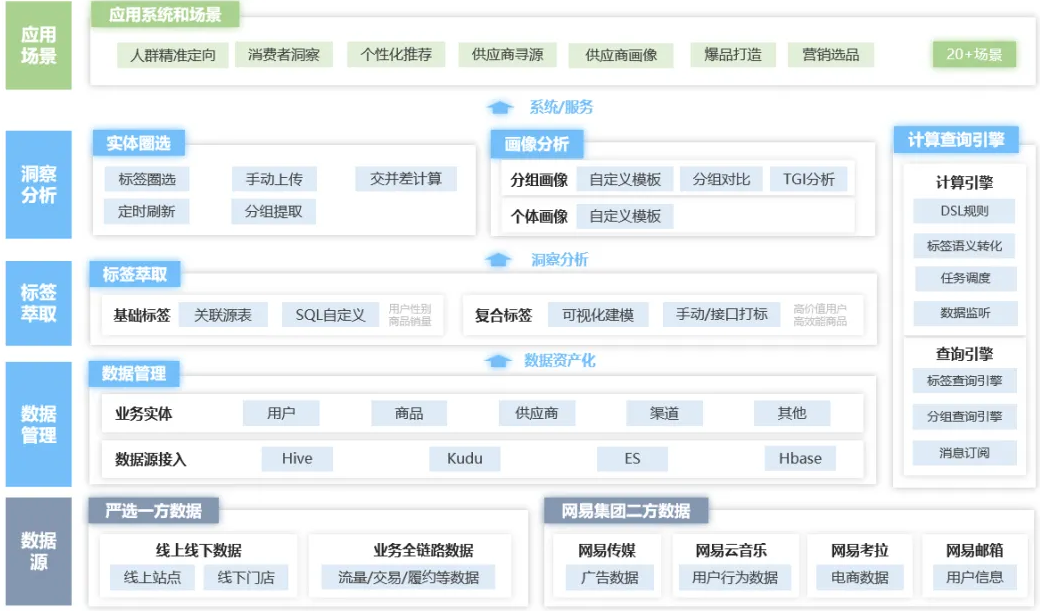 应用
场景
应用系统和场景
人群精准定向 消费者洞察 个性化推荐 供应商寻源 供应商画像 爆品打造 营销选品 20+场景
系统/服务
洞察
分析
实体圈选
标签圈选 手动上传 交并差计算
定时刷新 分组提取
画像分析
分组画像 自定义模板 分组对比 TGI分析
个体画像 自定义模板
计算查询引擎
计算引擎
DSL规则
标签语义转化
任务调度
数据监听
查询引擎
标签查询引擎
分组查询引擎
消息订阅
洞察分析
标签
萃取
标签萃取
基础标签 关联源表 SQL自定义 用户性别
商品销量
复合标签 可视化建模 手动/接口打标 高价值用户
高效能商品
数据资产化
数据
管理
数据管理
业务实体 用户 商品 供应商 渠道 其他
数据源接入 Hive Kudu ES Hbase
数据
源
严选一方数据
线上线下数据
线上站点 线下门店
业务全链路数据
流量/交易/履约等数据
网易集团二方数据
网易传媒
广告数据
网易云音乐
用户行为数据
网易考拉
电商数据
网易邮箱
用户信息